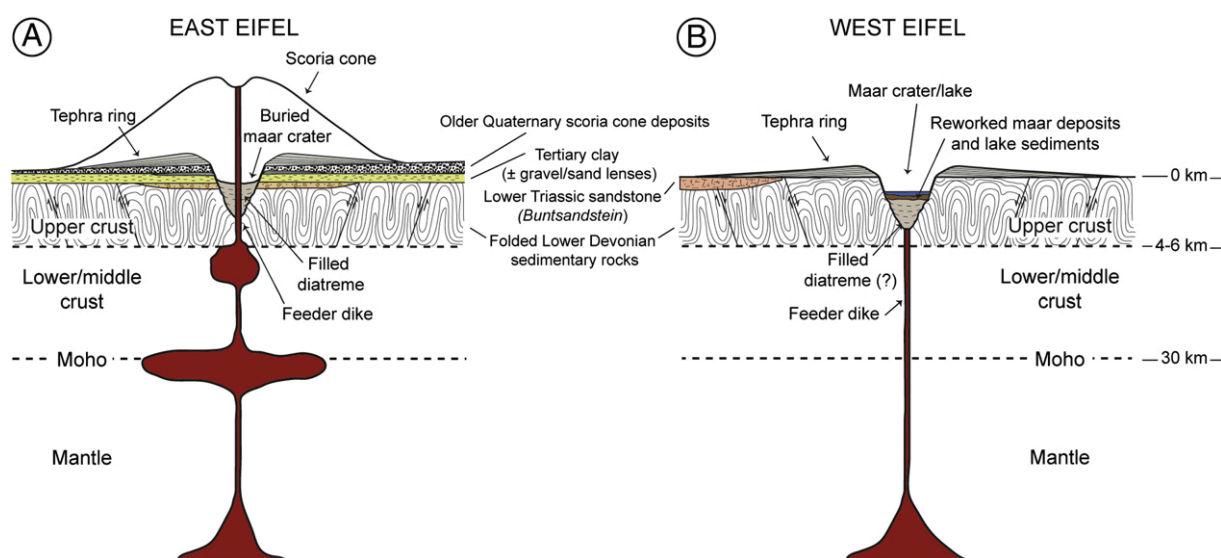 A
EAST EIFEL
Scoria cone
Tephra ring
Buried
maar crater
Older Quaternary scoria cone deposits
Tertiary clay
(± gravel/sand lenses)
Lower Triassic sandstone
(Buntsandstein)
Folded Lower Devonian
sedimentary rocks
Upper crust
Lower/middle
crust
Filled
diatreme
Feeder dike
Moho
Mantle
B
WEST EIFEL
Maar crater/lake
Tephra ring
Reworked maar deposits
and lake sediments
0 km
Upper crust
4-6 km
Filled
diatreme (?)
Lower/middle
crust
Feeder dike
Moho
30 km
Mantle